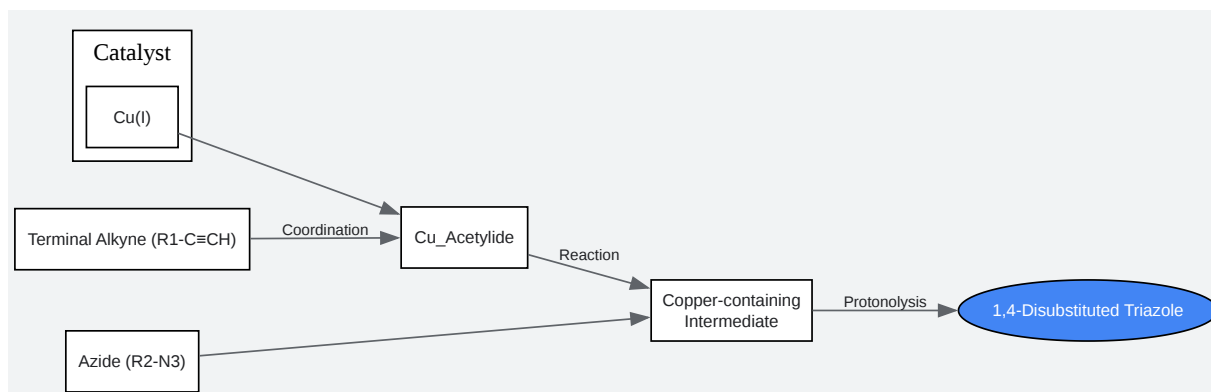 Catalyst
Cu(I)
Terminal Alkyne (R1-C≡CH)
Coordination
Cu_Acetylide
Reaction
Azide (R2-N3)
Copper-containing
Intermediate
Protonolysis
1,4-Disubstituted Triazole